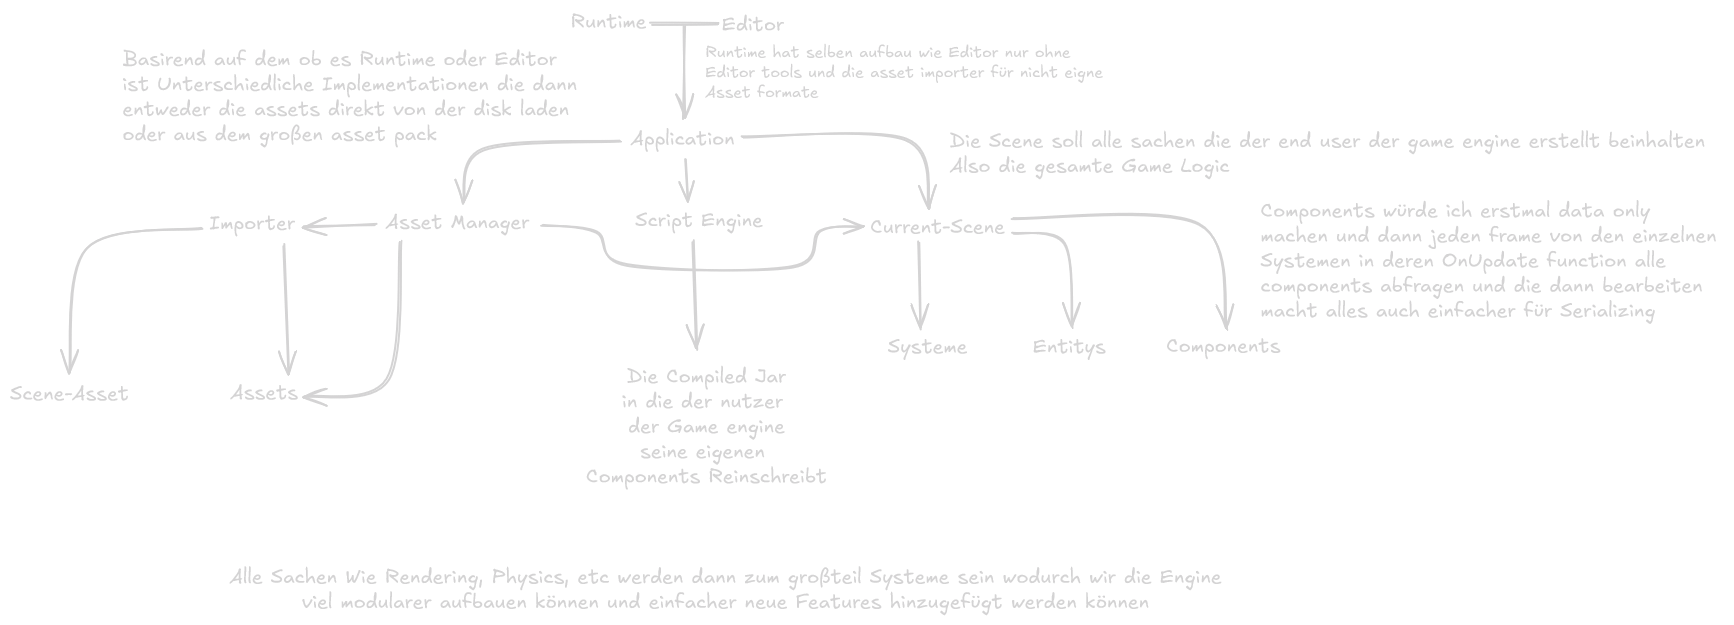 Runtime
Editor
Basirend auf dem ob es Runtime oder Editor
ist Unterschiedliche Implementationen die dann
entweder die assets direkt von der disk laden
oder aus dem großen asset pack
Runtime hat selben aufbau wie Editor nur ohne
Editor tools und die asset importer für nicht eigne
Asset formate
Application
Die Scene soll alle sachen die der end user der game engine erstellt beinhalten
Also die gesamte Game Logic
Importer
Asset Manager
Script Engine
Current-Scene
Components würde ich erstmal data only
machen und dann jeden frame von den einzelnen
Systemen in deren OnUpdate function alle
components abfragen und die dann bearbeiten
macht alles auch einfacher für Serializing
Systeme
Entitys
Components
Scene-Asset
Assets
Die Compiled Jar
in die der nutzer
der Game engine
seine eigenen
Components Reinschreibt
Alle Sachen Wie Rendering, Physics, etc werden dann zum großteil Systeme sein wodurch wir die Engine
viel modularer aufbauen können und einfacher neue Features hinzugefügt werden können